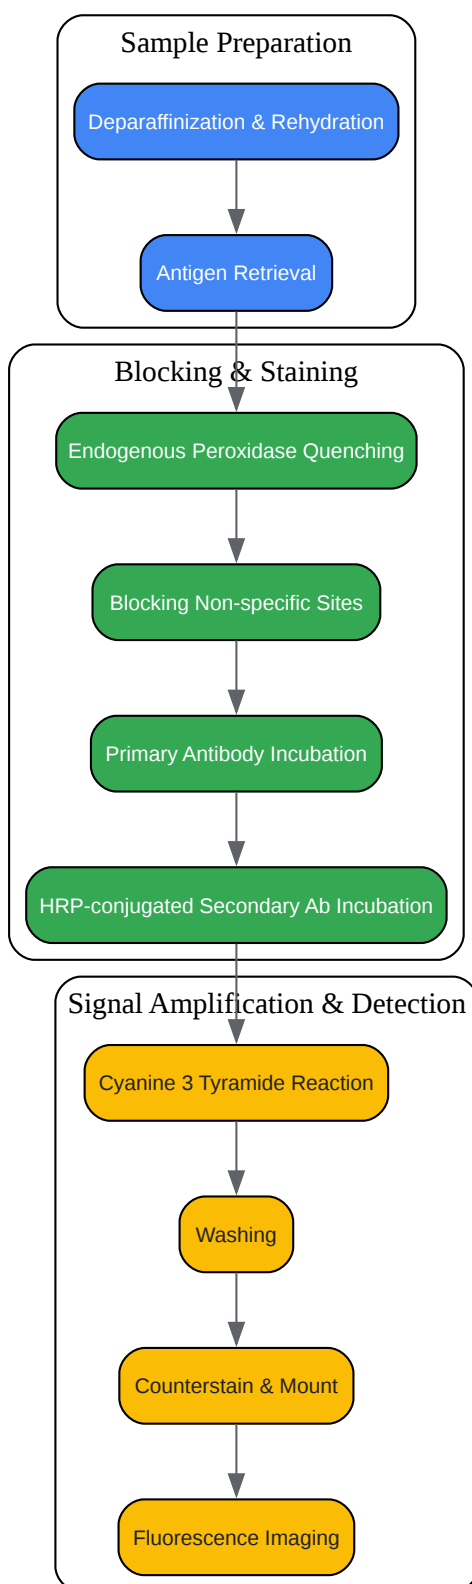 Sample Preparation
Deparaffinization & Rehydration
Antigen Retrieval
Blocking & Staining
Endogenous Peroxidase Quenching
Blocking Non-specific Sites
Primary Antibody Incubation
HRP-conjugated Secondary Ab Incubation
Signal Amplification & Detection
Cyanine 3 Tyramide Reaction
Washing
Counterstain & Mount
Fluorescence Imaging